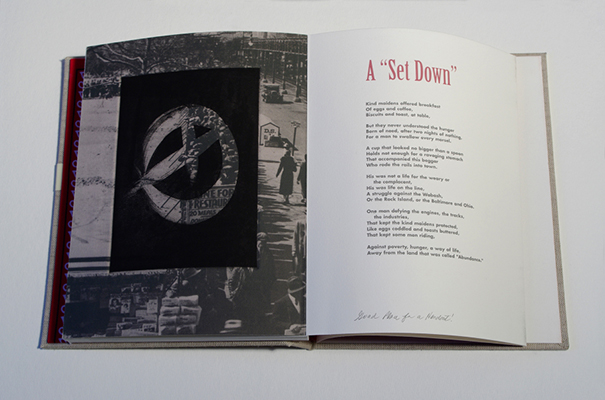 RESTAUR
A “Set Down”
Kind maidens offered breakfast
Of eggs and coffee,
Biscuits and toast, at table,
But they never understood the hunger
Born of need, after two nights of nothing,
For a man to swallow every morsel,
A cup that leaked no bigger than a spoon
Holds not enough for a ravaging stomach
That accompanied this beggar
Who rode the rails into town.
His was not a life for the weary or
the complacent,
His was life on the line,
A struggle against the Wabash,
Or the Rock Island, or the Baltimore and Ohio.
One man defying the engines, the tracks,
the industries,
That kept the kind maidens protected,
Like eggs coddled and toasts buttered,
That kept some men riding,
Against poverty, hunger, a way of life,
Away from the land that was called "Abundance."
Good Place for a Handout!